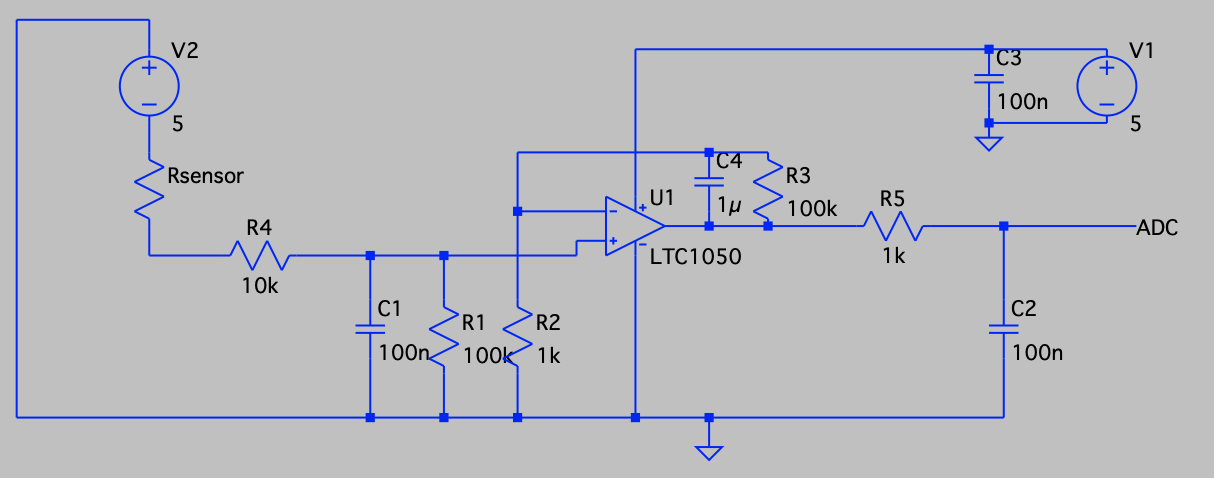 V2
5
Rsensor
R4
10k
C1
100n
R1
100k
R2
1k
U1
LTC1050
C4
1µ
R3
100k
R5
1k
C3
100n
V1
5
ADC
C2
100n